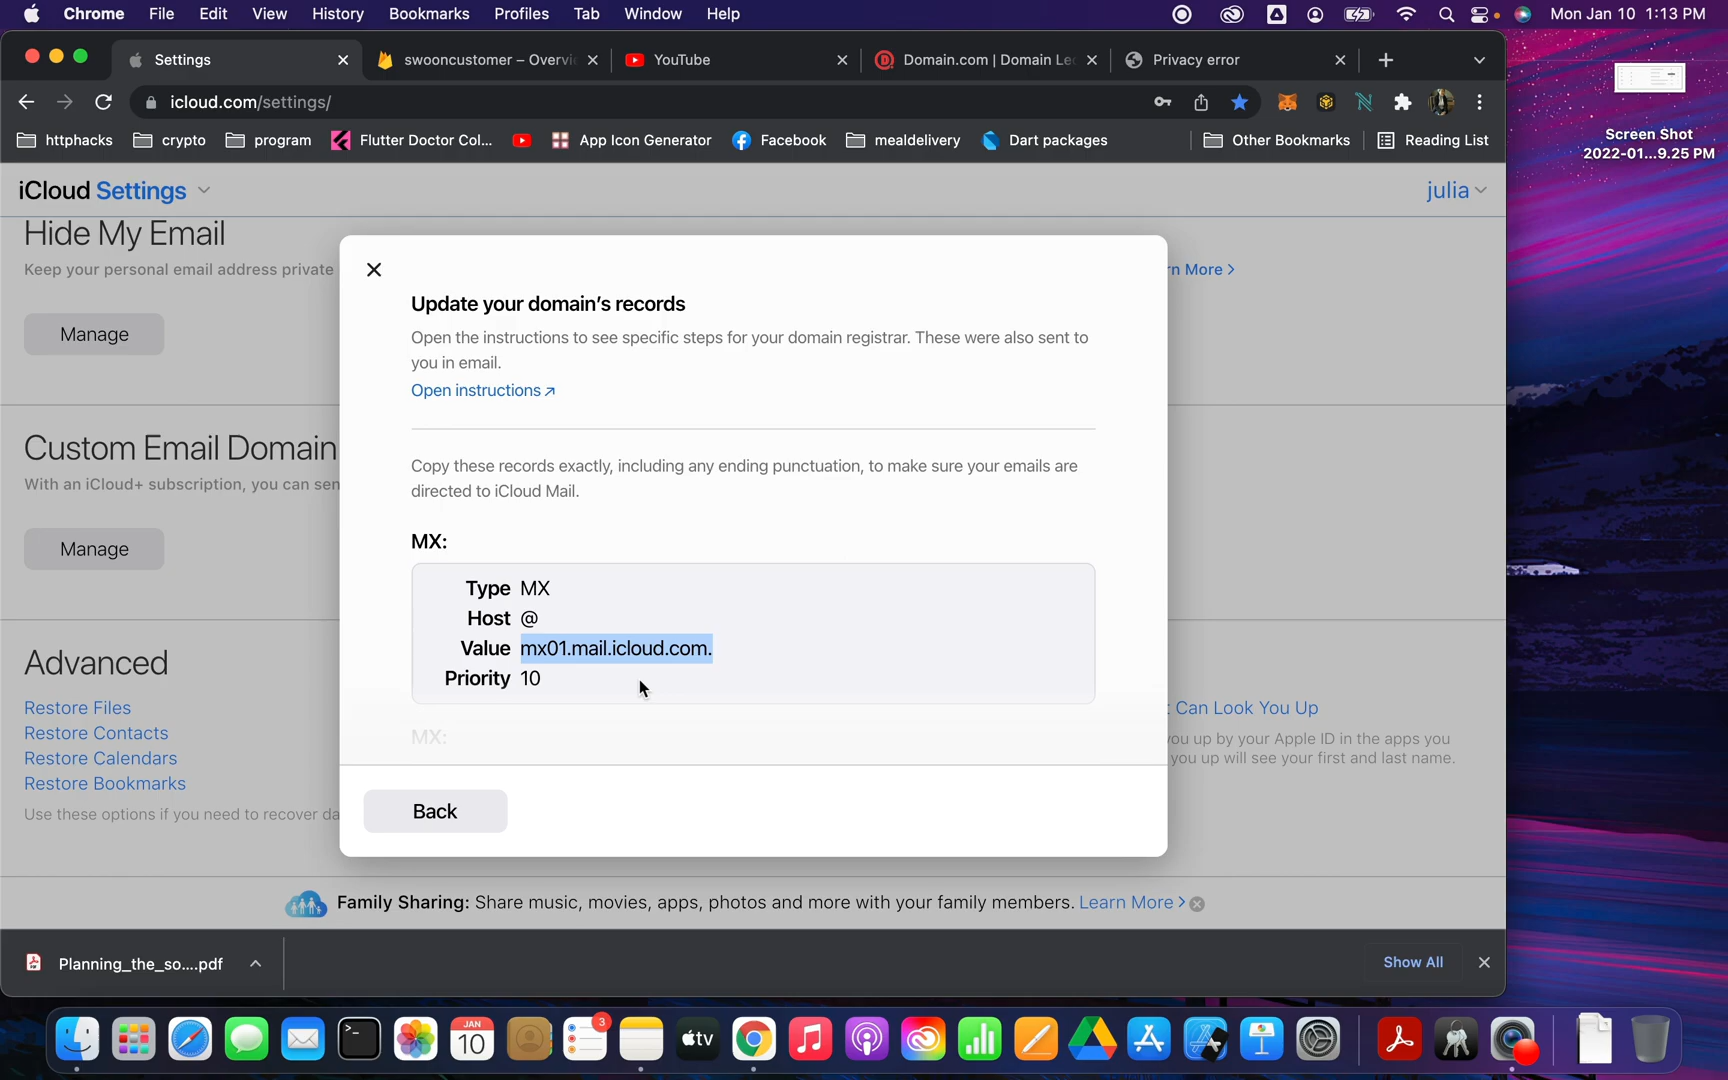 Chrome File Edit View History Bookmarks Profiles Tab Window Help Mon Jan 10 1:13 PM
Settings swooncustomer – Overvi YouTube Domain.com | Domain Le Privacy error
icloud.com/settings/
httphacks crypto program Flutter Doctor Col... App Icon Generator Facebook mealdelivery Dart packages Other Bookmarks Reading List
Screen Shot
2022-01...9.25 PM
iCloud Settings julia
Hide My Email
Keep your personal email address private
rn More >
Manage
Custom Email Domain
With an iCloud+ subscription, you can sen
Manage
Advanced
Restore Files
Restore Contacts
Restore Calendars
Restore Bookmarks
Use these options if you need to recover da
Can Look You Up
you up by your Apple ID in the apps you
you up will see your first and last name.
Update your domain’s records
Open the instructions to see specific steps for your domain registrar. These were also sent to
you in email.
Open instructions ↗
Copy these records exactly, including any ending punctuation, to make sure your emails are
directed to iCloud Mail.
MX:
Type MX
Host @
Value mx01.mail.icloud.com.
Priority 10
MX:
Back
Family Sharing: Share music, movies, apps, photos and more with your family members. Learn More >
Planning_the_so....pdf Show All
JAN
10
3
tv